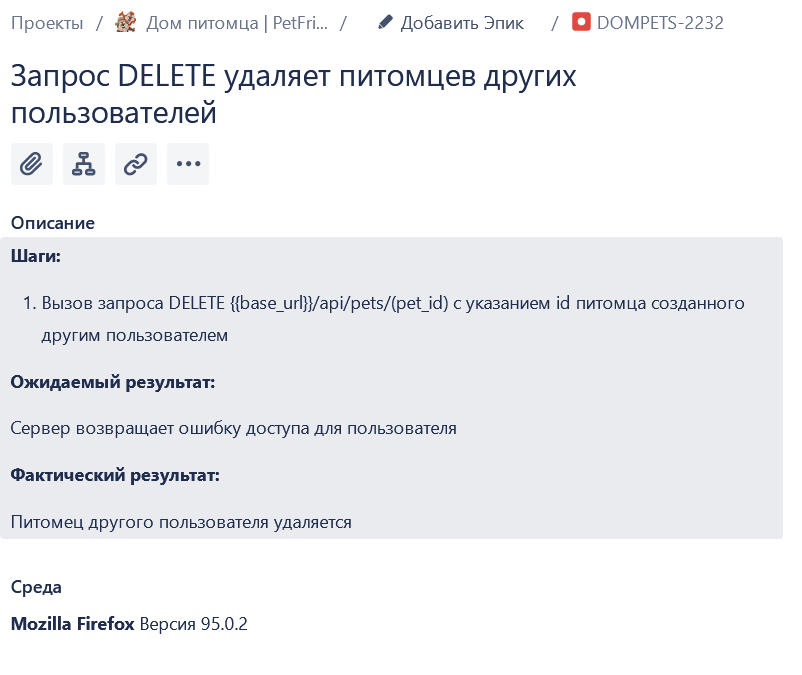 Проекты / Дом питомца | PetFri... / Добавить Эпик / DOMPETS-2232
Запрос DELETE удаляет питомцев других
пользователей
Описание
Шаги:
1. Вызов запроса DELETE {{base_url}}/api/pets/(pet_id) с указанием id питомца созданного
другим пользователем
Ожидаемый результат:
Сервер возвращает ошибку доступа для пользователя
Фактический результат:
Питомец другого пользователя удаляется
Среда
Mozilla Firefox Версия 95.0.2